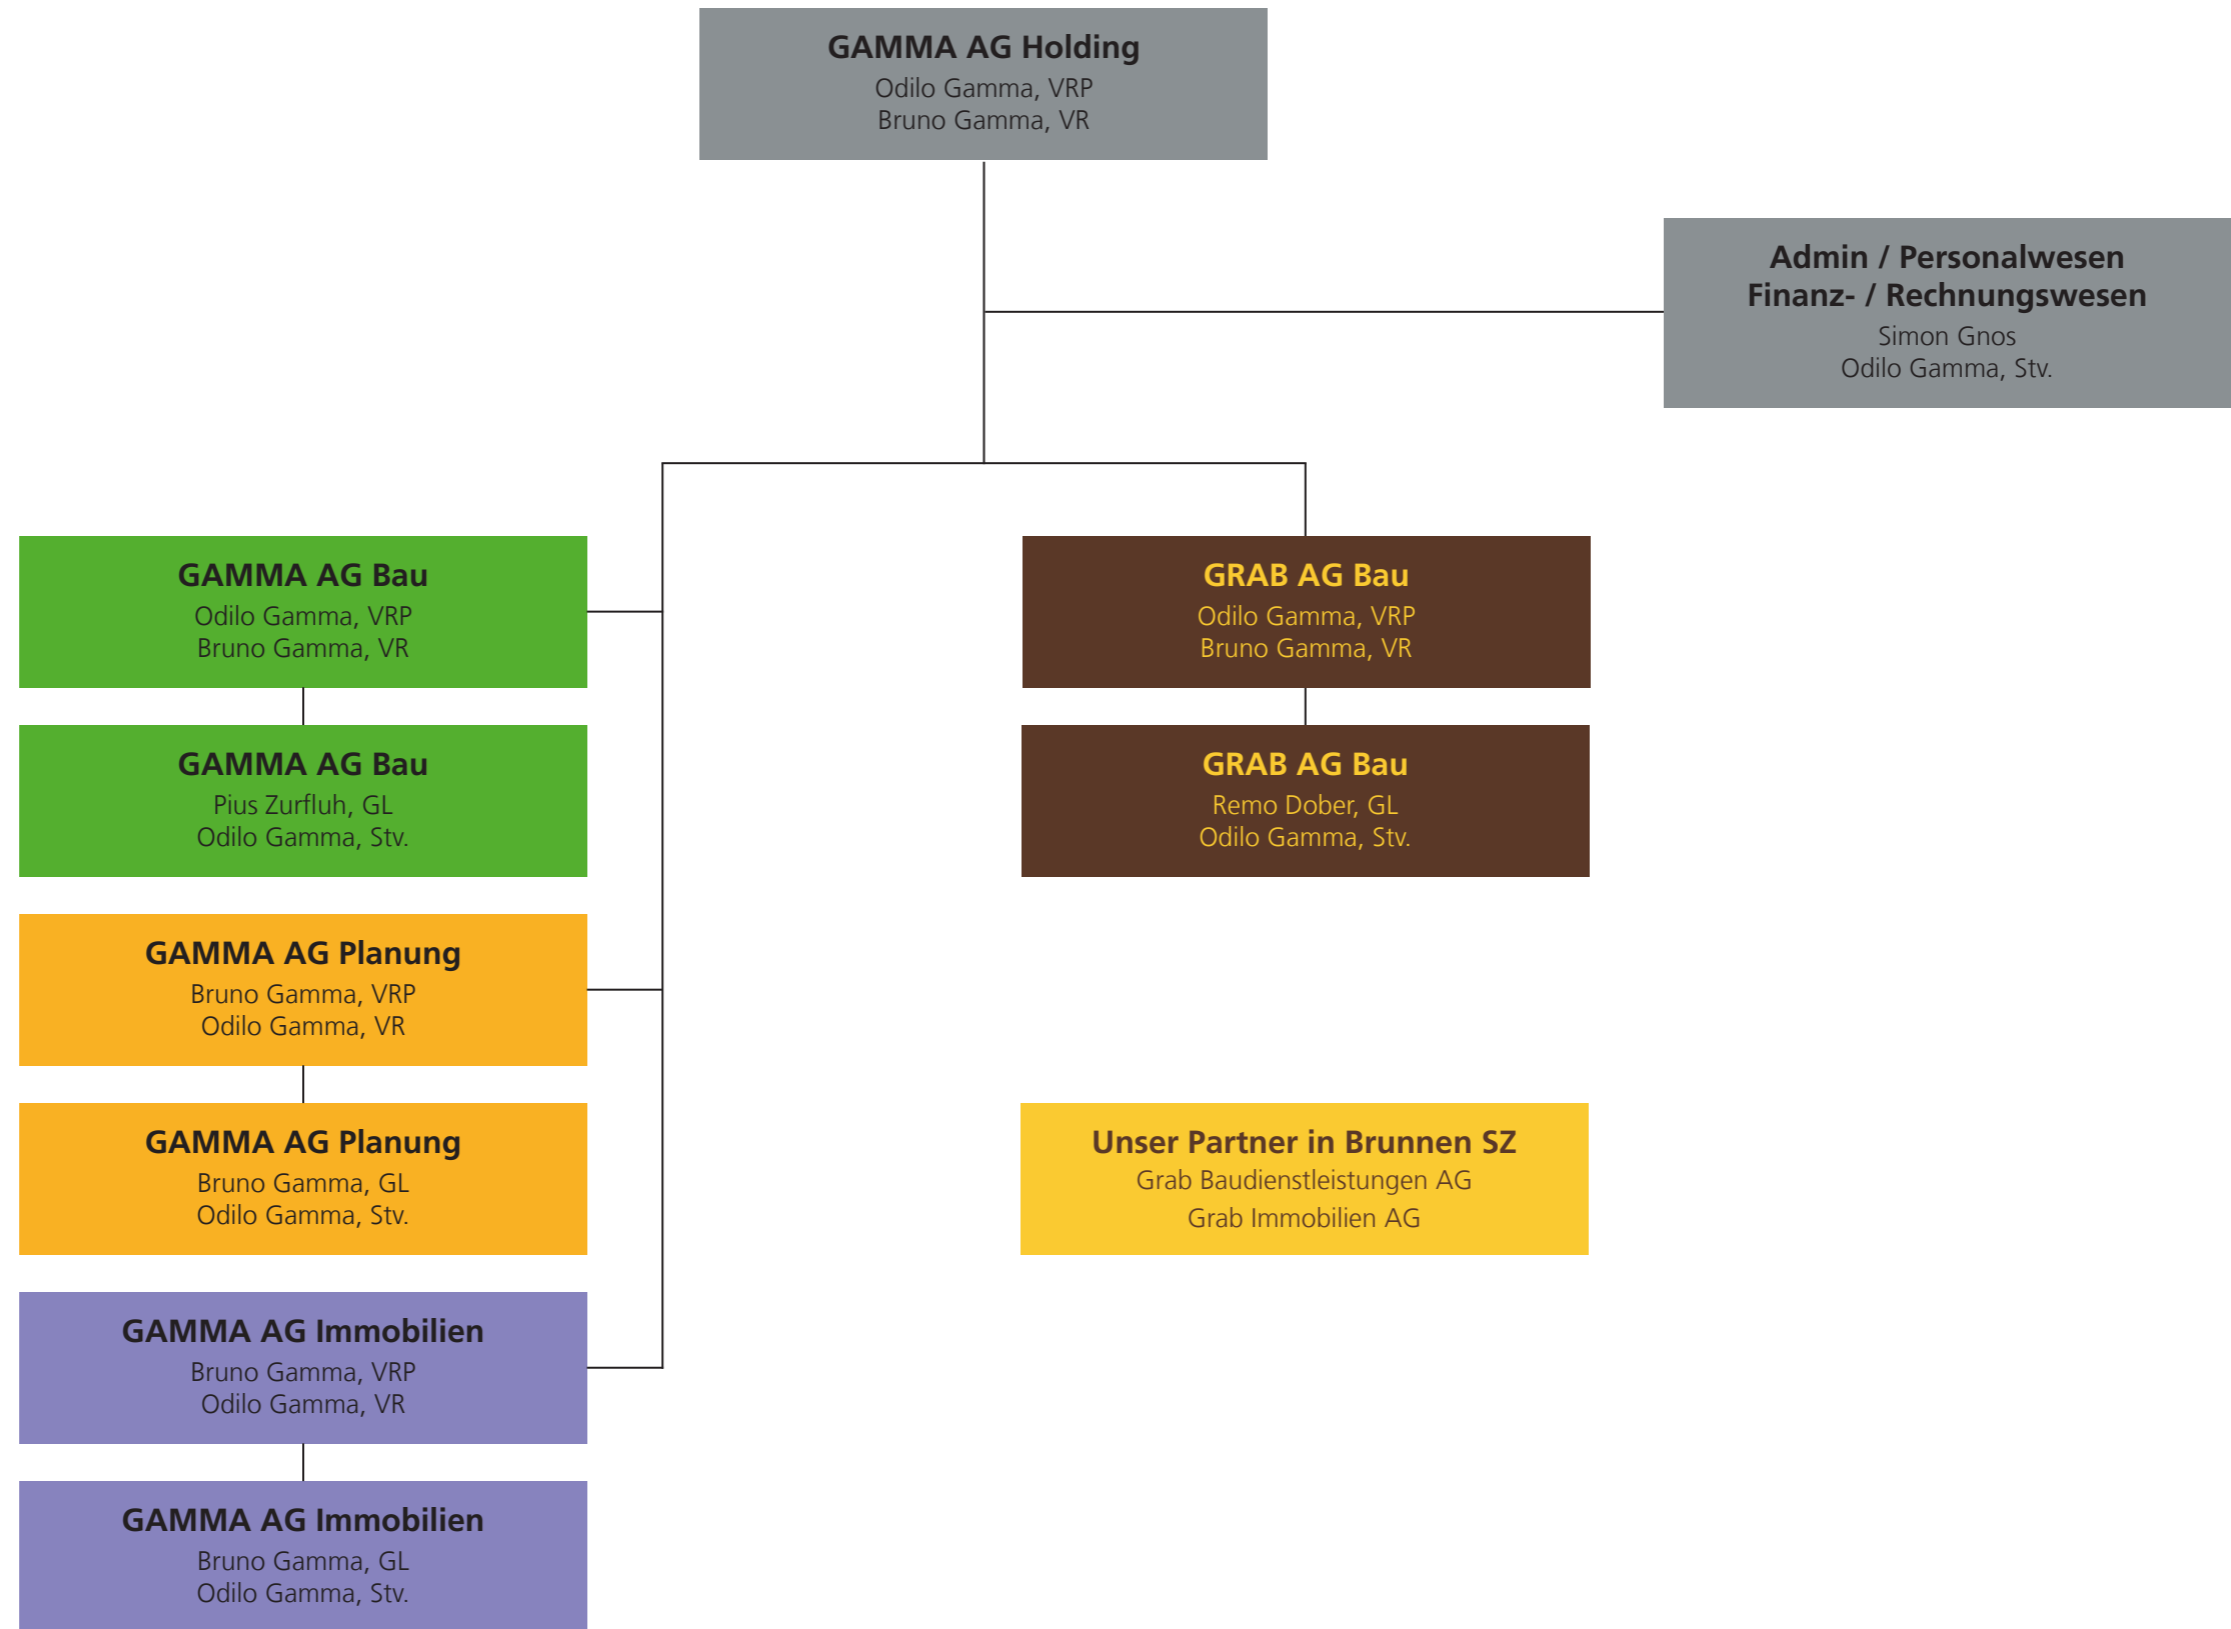 GAMMA AG Holding
Odilo Gamma, VRP
Bruno Gamma, VR
Admin / Personalwesen
Finanz- / Rechnungswesen
Simon Gnos
Odilo Gamma, Stv.
GAMMA AG Bau
Odilo Gamma, VRP
Bruno Gamma, VR
GAMMA AG Bau
Pius Zurfluh, GL
Odilo Gamma, Stv.
GAMMA AG Planung
Bruno Gamma, VRP
Odilo Gamma, VR
GAMMA AG Planung
Bruno Gamma, GL
Odilo Gamma, Stv.
GAMMA AG Immobilien
Bruno Gamma, VRP
Odilo Gamma, VR
GAMMA AG Immobilien
Bruno Gamma, GL
Odilo Gamma, Stv.
GRAB AG Bau
Odilo Gamma, VRP
Bruno Gamma, VR
GRAB AG Bau
Remo Dober, GL
Odilo Gamma, Stv.
Unser Partner in Brunnen SZ
Grab Baudienstleistungen AG
Grab Immobilien AG